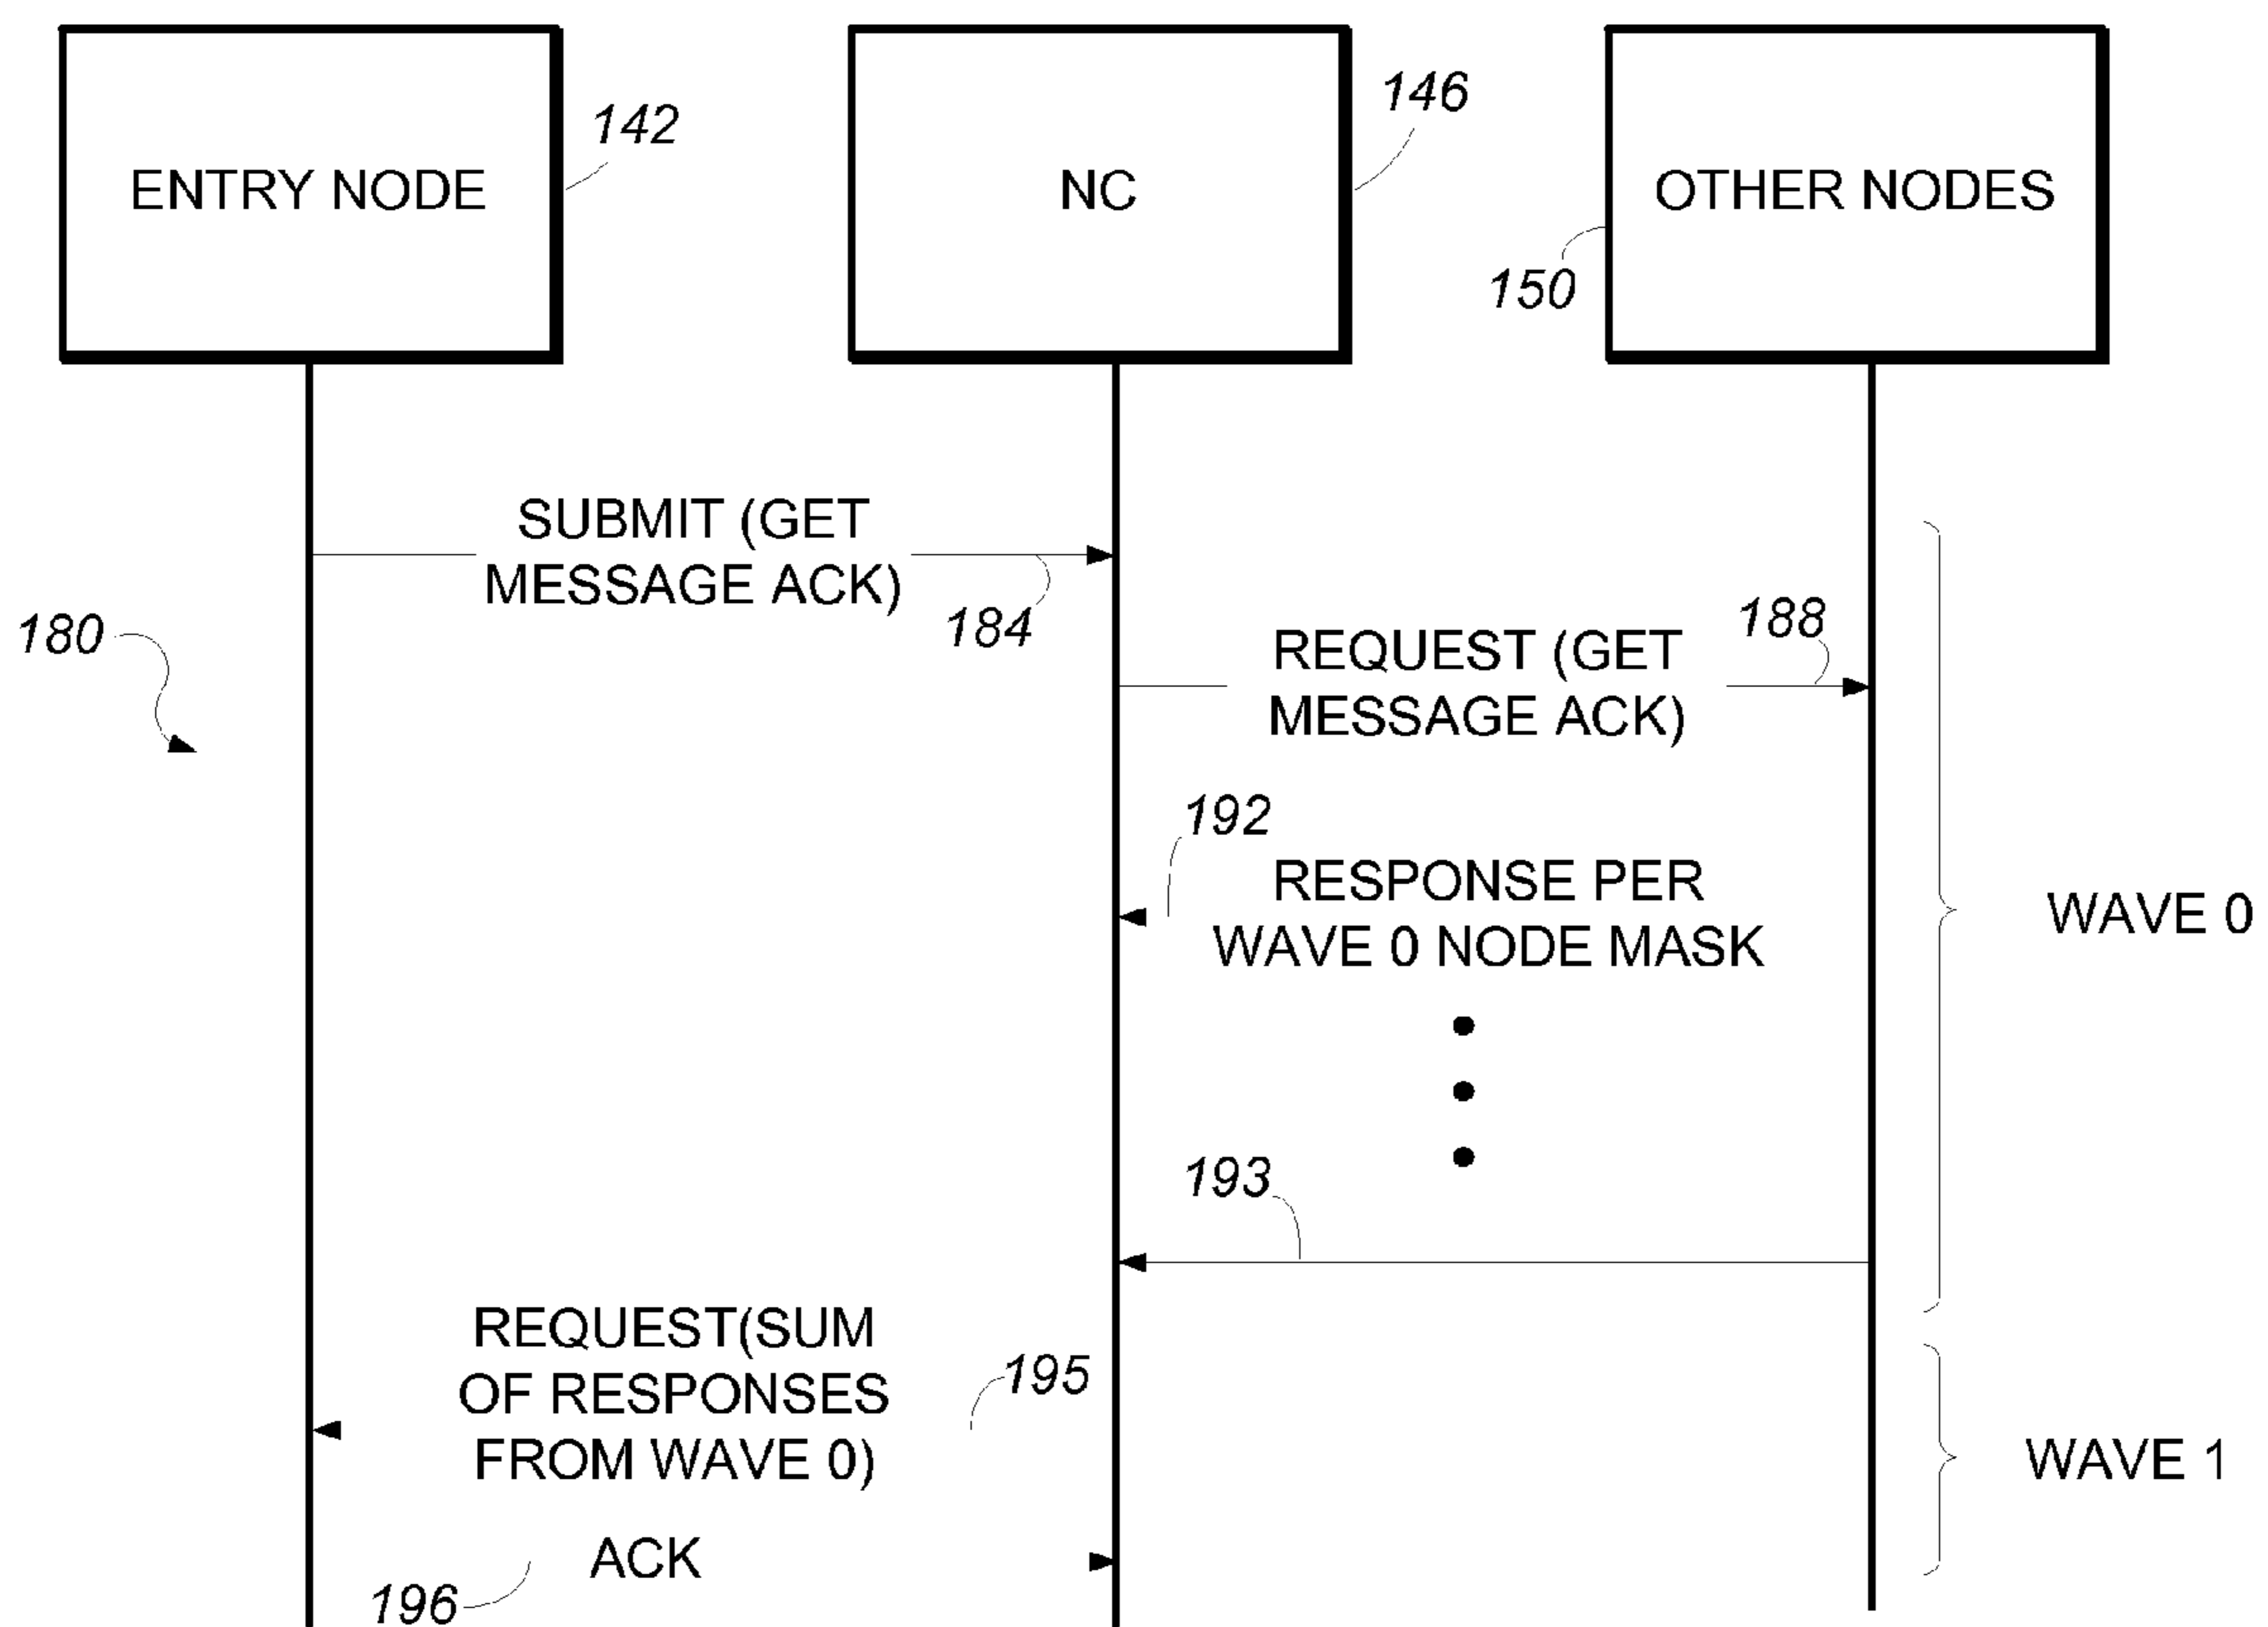 ENTRY NODE
142
NC
146
OTHER NODES
150
SUBMIT (GET
MESSAGE ACK)
184
180
REQUEST (GET
MESSAGE ACK)
188
192
RESPONSE PER
WAVE 0 NODE MASK
WAVE 0
193
REQUEST(SUM
OF RESPONSES
FROM WAVE 0)
195
WAVE 1
ACK
196